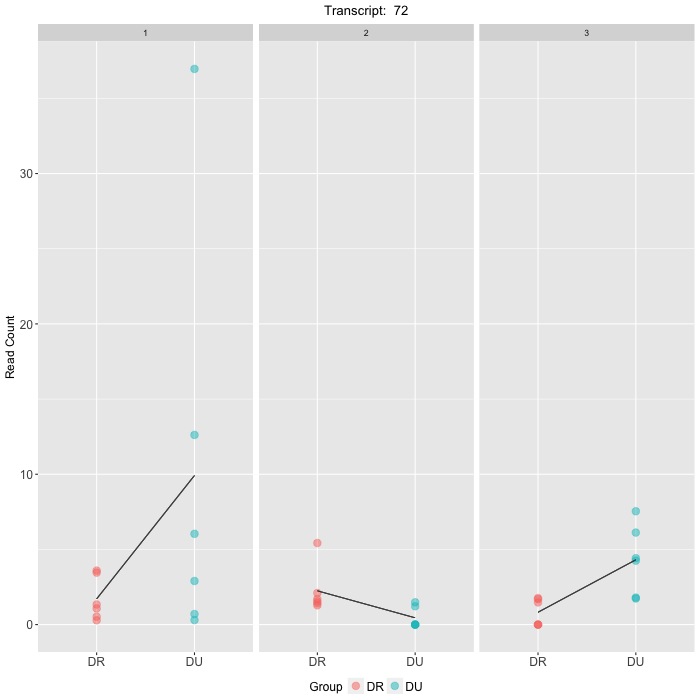 Transcript: 72
1 2 3
Read Count
30
20
10
0
DR DU DR DU DR DU
Group DR DU